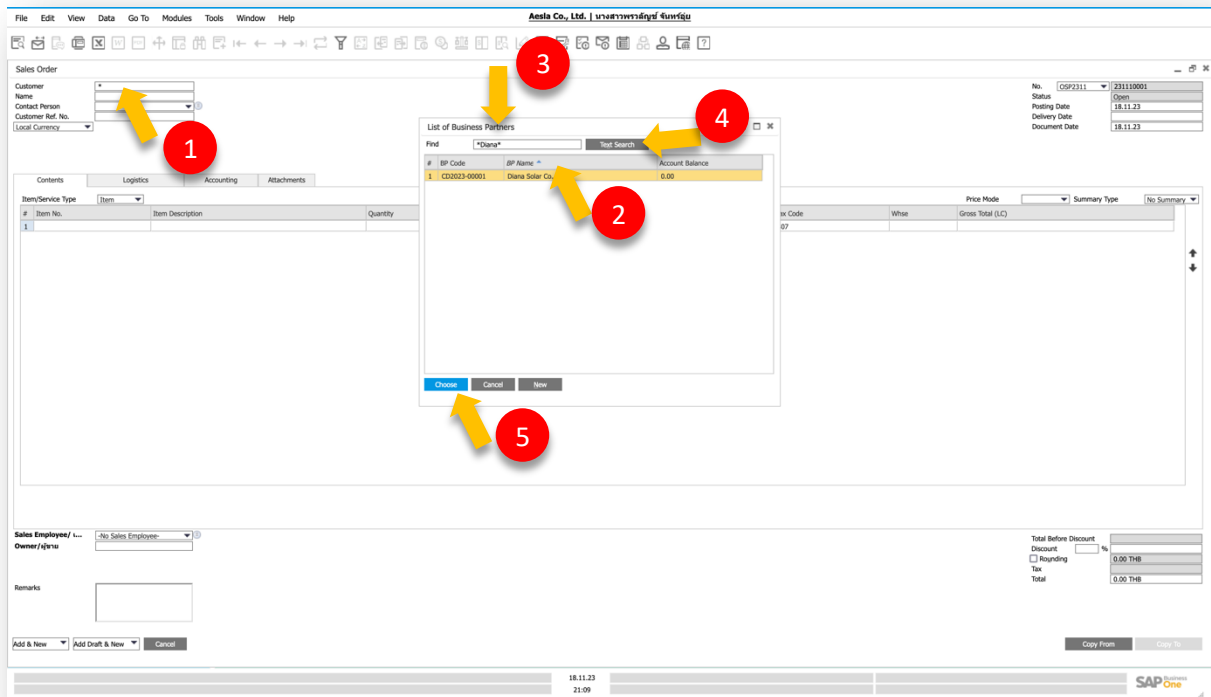 File Edit View Data Go To Modules Tools Window Help
Aesla Co., Ltd. | นางสาวพรวลัญช์ จันทร์อุ่ม
Sales Order
Customer *
Name
Contact Person
Customer Ref. No.
Local Currency
No. OSP2311 231110001
Status Open
Posting Date 18.11.23
Delivery Date
Document Date 18.11.23
1
3
4
List of Business Partners
Find *Diana* Text Search
# BP Code BP Name Account Balance
1 CD2023-00001 Diana Solar Co. 0.00
2
Choose Cancel New
5
Contents Logistics Accounting Attachments
Item/Service Type Item
Price Mode Summary Type No Summary
# Item No. Item Description Quantity Code Whse Gross Total (LC)
1 07
Sales Employee/ เ... -No Sales Employee-
Owner/ผู้ขาย
Remarks
Total Before Discount
Discount %
Rounding 0.00 THB
Tax
Total 0.00 THB
Add & New Add Draft & New Cancel
Copy From Copy To
18.11.23
21:09
SAP Business One